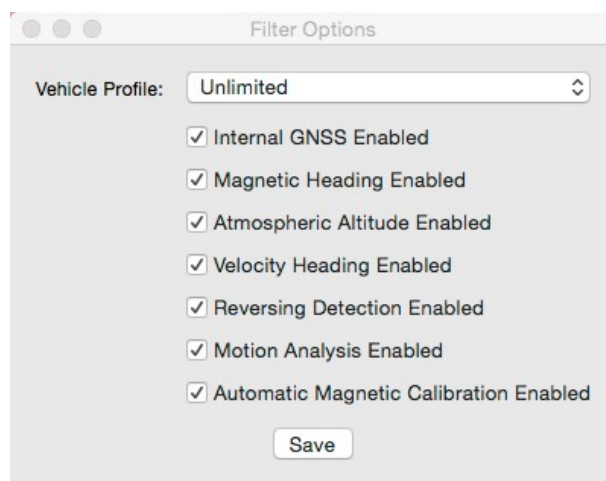 Filter Options
Vehicle Profile: Unlimited
Internal GNSS Enabled
Magnetic Heading Enabled
Atmospheric Altitude Enabled
Velocity Heading Enabled
Reversing Detection Enabled
Motion Analysis Enabled
Automatic Magnetic Calibration Enabled
Save